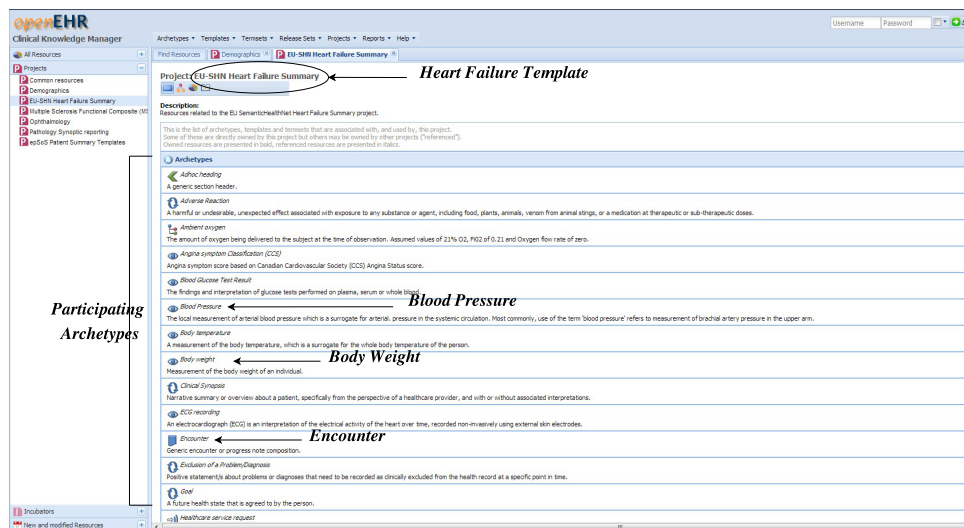 openEHR
Clinical Knowledge Manager
Username
Password
Archetypes Templates Termsets Release Sets Projects Reports Help
All Resources
Find Resources
Demographics
EU-SHN Heart Failure Summary
Projects
Common resources
Demographics
EU-SHN Heart Failure Summary
Multiple Sclerosis Functional Composite (MS
Ophthalmology
Pathology Synoptic reporting
epSoS Patient Summary Templates
Project: EU-SHN Heart Failure Summary
Heart Failure Template
Description:
Resources related to the EU SemanticHealthNet Heart Failure Summary project.
This is the list of archetypes, templates and termsets that are associated with, and used by, this project.
Some of these are directly owned by this project but others may be owned by other projects ("referenced").
Owned resources are presented in bold, referenced resources are presented in italics.
Archetypes
Adhoc heading
A generic section header.
Adverse Reaction
A harmful or undesirable, unexpected effect associated with exposure to any substance or agent, including food, plants, animals, venom from animal stings, or a medication at therapeutic or sub-therapeutic doses.
Ambient oxygen
The amount of oxygen being delivered to the subject at the time of observation. Assumed values of 21% O2, FiO2 of 0.21 and Oxygen flow rate of zero.
Angina symptom Classification (CCS)
Angina symptom score based on Canadian Cardiovascular Society (CCS) Angina Status score.
Blood Glucose Test Result
The findings and interpretation of glucose tests performed on plasma, serum or whole blood.
Participating
Archetypes
Blood Pressure
Blood Pressure
The local measurement of arterial blood pressure which is a surrogate for arterial. pressure in the systemic circulation. Most commonly, use of the term 'blood pressure' refers to measurement of brachial artery pressure in the upper arm.
Body temperature
A measurement of the body temperature, which is a surrogate for the whole body temperature of the person.
Body weight
Body Weight
Measurement of the body weight of an individual.
Clinical Synopsis
Narrative summary or overview about a patient, specifically from the perspective of a healthcare provider, and with or without associated interpretations.
ECG recording
An electrocardiograph (ECG) is an interpretation of the electrical activity of the heart over time, recorded non-invasively using external skin electrodes.
Encounter
Encounter
Generic encounter or progress note composition.
Exclusion of a Problem/Diagnosis
Positive statement/s about problems or diagnoses that need to be recorded as clinically excluded from the health record at a specific point in time.
Goal
A future health state that is agreed to by the person.
Healthcare service request
Incubators
New and modified Resources